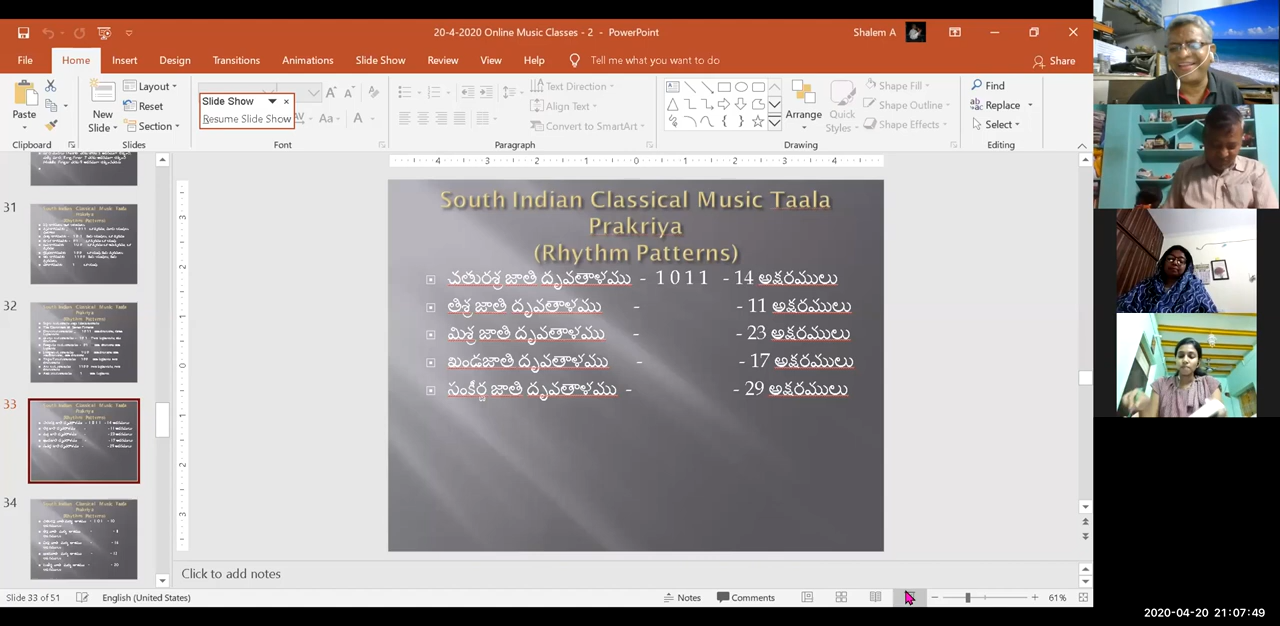 20-4-2020 Online Music Classes - 2 - PowerPoint
Shalem A
File Home Insert Design Transitions Animations Slide Show Review View Help Tell me what you want to do
Share
Paste
Clipboard
New Slide
Layout
Reset
Section
Slides
Slide Show
Resume Slide Show
Font
Text Direction
Align Text
Convert to SmartArt
Paragraph
Arrange
Quick Styles
Shape Fill
Shape Outline
Shape Effects
Drawing
Find
Replace
Select
Editing
31
32
33
34
South Indian Classical Music Taala
Prakriya
(Rhythm Patterns)
చతురశ్ర జాతి దృవతాళము - 1 0 1 1 - 14 అక్షరములు
తిశ్ర జాతి దృవతాళము - - 11 అక్షరములు
మిశ్ర జాతి దృవతాళము - - 23 అక్షరములు
ఖండజాతి దృవతాళము - - 17 అక్షరములు
సంకీర్ణ జాతి దృవతాళము - - 29 అక్షరములు
Click to add notes
Slide 33 of 51 English (United States) Notes Comments 61%
2020-04-20 21:07:49